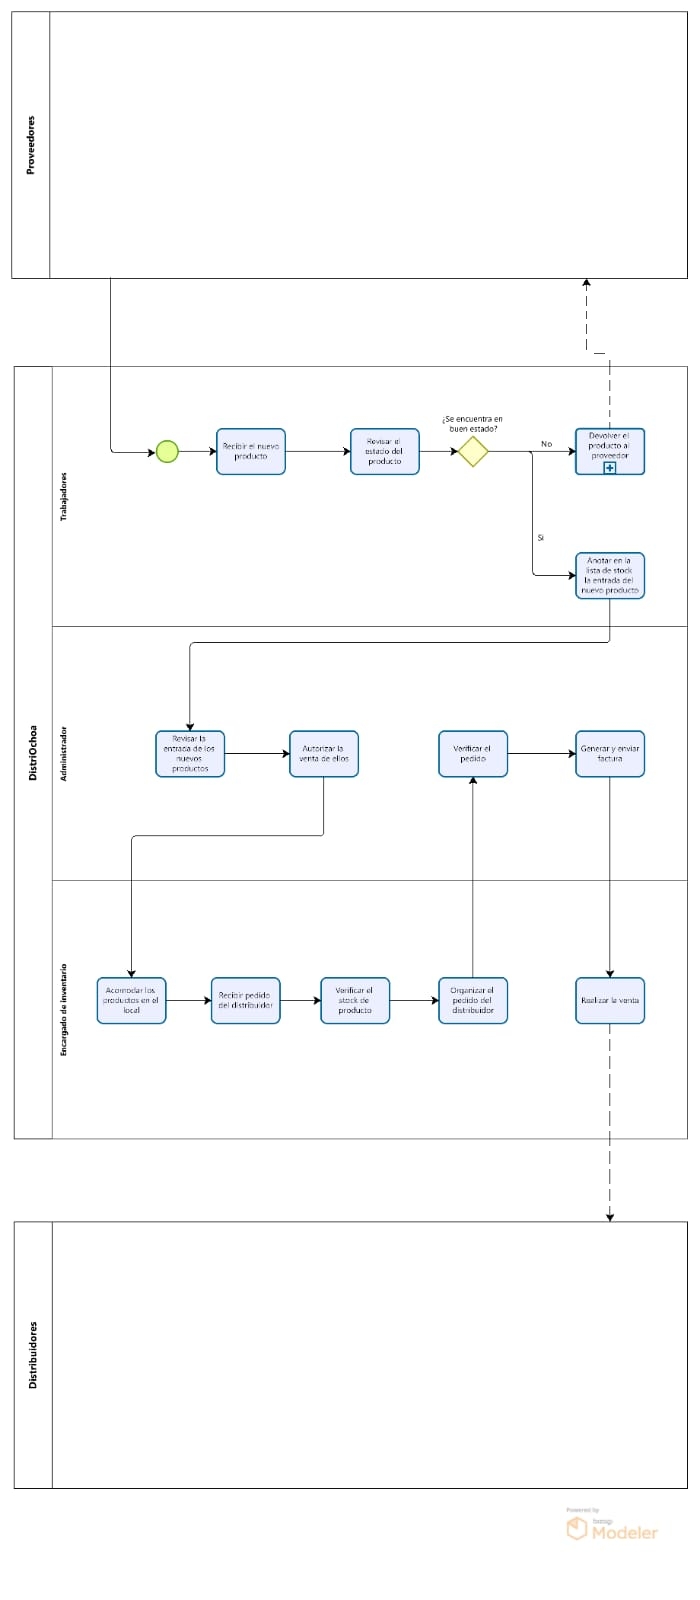 Proveedores
DistriOchoa
Trabajadores
Recibir el nuevo
producto
Revisar el
estado del
producto
¿Se encuentra en
buen estado?
No
Devolver el
producto al
proveedor
Si
Anotar en la
lista de stock
la entrada del
nuevo producto
Administrador
Revisar la
entrada de los
nuevos
productos
Autorizar la
venta de ellos
Verificar el
pedido
Generar y enviar
factura
Encargado de inventario
Acomodar los
productos en el
local
Recibir pedido
del distribuidor
Verificar el
stock de
producto
Organizar el
pedido del
distribuidor
Realizar la venta
Distribuidores
Powered by
bizagi
Modeler